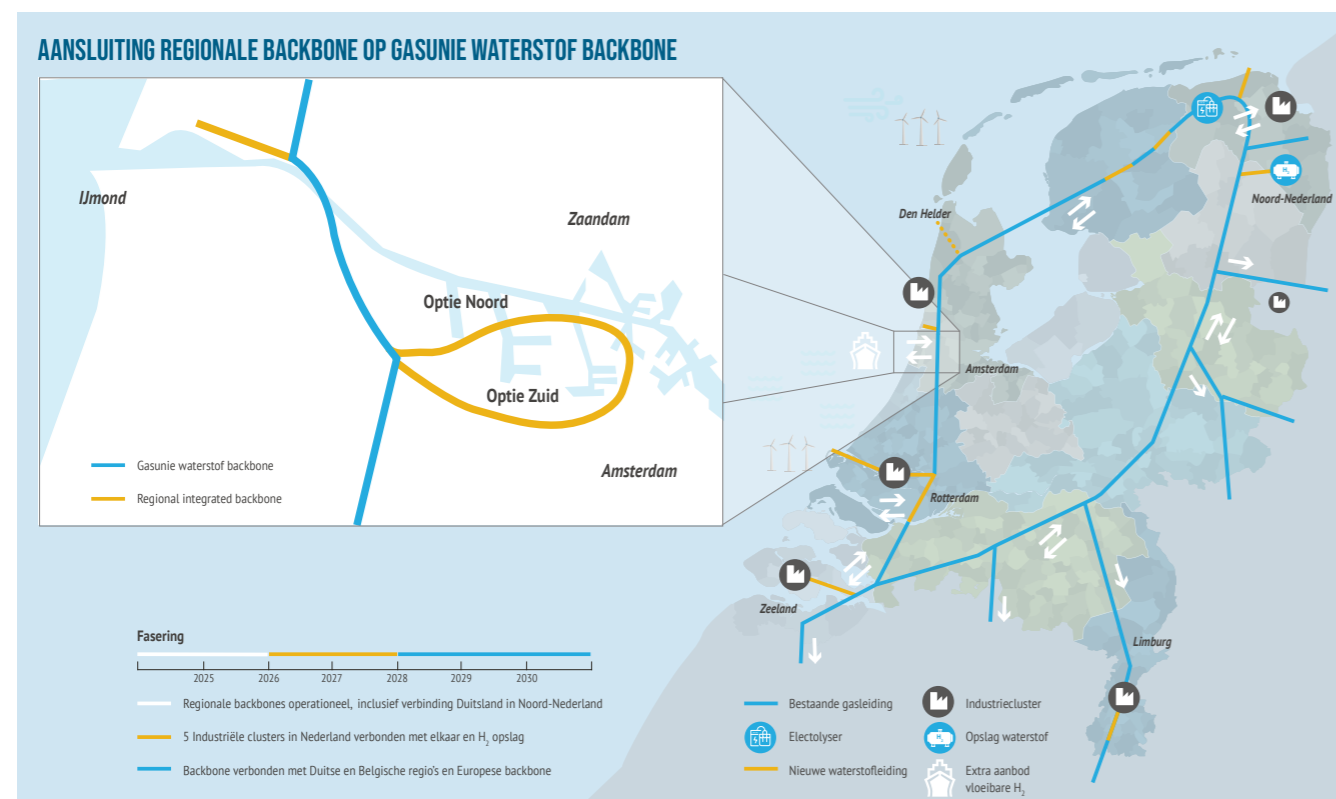 AANSLUITING REGIONALE BACKBONE OP GASUNIE WATERSTOF BACKBONE
IJmond
Zaandam
Optie Noord
Optie Zuid
Amsterdam
Gasunie waterstof backbone
Regional integrated backbone
Den Helder
Noord-Nederland
H₂
Amsterdam
Rotterdam
Zeeland
Limburg
Fasering
2025 2026 2027 2028 2029 2030
Regionale backbones operationeel, inclusief verbinding Duitsland in Noord-Nederland
5 Industriële clusters in Nederland verbonden met elkaar en H₂ opslag
Backbone verbonden met Duitse en Belgische regio's en Europese backbone
Bestaande gasleiding
Electolyser
Nieuwe waterstofleiding
Industriecluster
H₂
Opslag waterstof
Extra aanbod
vloeibare H₂